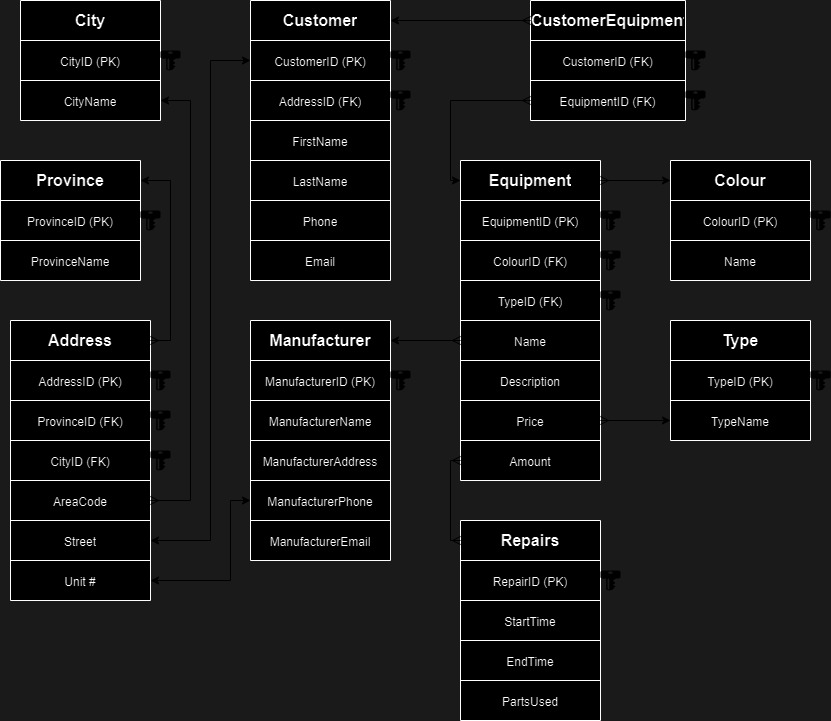 City
CityID (PK)
CityName
Customer
CustomerID (PK)
AddressID (FK)
FirstName
LastName
Phone
Email
CustomerEquipment
CustomerID (FK)
EquipmentID (FK)
Province
ProvinceID (PK)
ProvinceName
Equipment
EquipmentID (PK)
ColourID (FK)
TypeID (FK)
Name
Description
Price
Amount
Colour
ColourID (PK)
Name
Address
AddressID (PK)
ProvinceID (FK)
CityID (FK)
AreaCode
Street
Unit #
Manufacturer
ManufacturerID (PK)
ManufacturerName
ManufacturerAddress
ManufacturerPhone
ManufacturerEmail
Type
TypeID (PK)
TypeName
Repairs
RepairID (PK)
StartTime
EndTime
PartsUsed